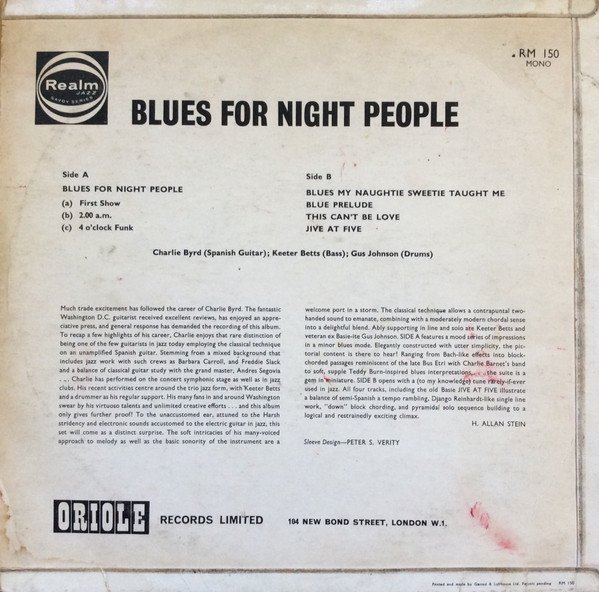 Realm
JAZZ
SAVOY SERIES
RM 150
MONO
BLUES FOR NIGHT PEOPLE
Side A
BLUES FOR NIGHT PEOPLE
(a) First Show
(b) 2.00 a.m.
(c) 4 o'clock Funk
Side B
BLUES MY NAUGHTIE SWEETIE TAUGHT ME
BLUE PRELUDE
THIS CAN'T BE LOVE
JIVE AT FIVE
Charlie Byrd (Spanish Guitar); Keeter Betts (Bass); Gus Johnson (Drums)
Much trade excitement has followed the career of Charlie Byrd. The fantastic
Washington D.C. guitarist received excellent reviews, has enjoyed an appre-
ciative press, and general response has demanded the recording of this album.
To recap a few highlights of his career, Charlie enjoys that rare distinction of
being one of the few guitarists in jazz today employing the classical technique
on an unamplified Spanish guitar. Stemming from a mixed background that
includes jazz work with such crews as Barbara Carroll, and Freddie Slack
and a balance of classical guitar study with the grand master, Andres Segovia
. . . . Charlie has performed on the concert symphonic stage as well as in jazz
clubs. His recent activities centre around the trio jazz form, with Keeter Betts
and a drummer as his regular support. His many fans in and around Washington
swear by his virtuoso talents and unlimited creative efforts . . . and this album
only gives further proof! To the unaccustomed ear, attuned to the Harsh
stridency and electronic sounds accustomed to the electric guitar in jazz, this
set will come as a distinct surprise. The soft intricacies of his many-voiced
approach to melody as well as the basic sonority of the instrument are a
welcome port in a storm. The classical technique allows a contrapuntal two-
handed sound to emanate, combining with a moderately modern chordal sense
into a delightful blend. Ably supporting in line and solo are Keeter Betts and
veteran ex Basie-ite Gus Johnson. SIDE A features a mood series of impressions
in a minor blues mode. Elegantly constructed with utter simplicity, the pic-
torial content is there to hear! Ranging from Bach-like effects into block-
chorded passages reminiscent of the late Bus Etri with Charlie Barnet's band
to soft, supple Teddy Burn-inspired blues interpretations, the suite is a
gem in miniature. SIDE B opens with a (to my knowledge) tune rarely-if-ever
used in jazz. All four tracks, including the old Basie JIVE AT FIVE illustrate
a balance of semi-Spanish a tempo rambling, Django Reinhardt-like single line
work, "down" block chording, and pyramidal solo sequence building to a
logical and restrainedly exciting climax.
H. ALLAN STEIN
Sleeve Design—PETER S. VERITY
ORIOLE RECORDS LIMITED 104 NEW BOND STREET, LONDON W.1.
Printed and made by Garrod & Lofthouse Ltd. Patents pending RM 150